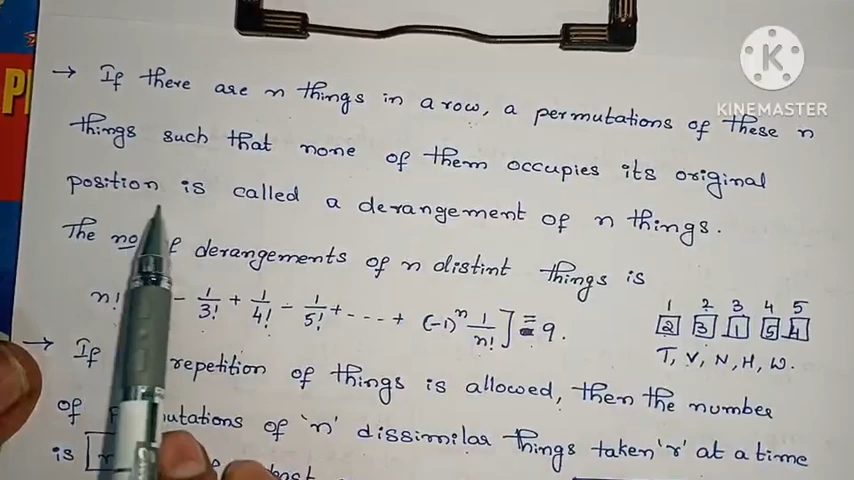 K
KINEMASTER
→ If there are n things in a row, a permutations of these n
things such that none of them occupies its original
position is called a derangement of n things.
The no of derangements of n distint things is
n! - 1/3! + 1/4! - 1/5! + ---- + (-1)^n 1/n! ] = 9.
1 2 3 4 5
2 3 1 5 4
T, V, N, H, W.
→ If repetition of things is allowed, then the number
of permutations of 'n' dissimilar things taken 'r' at a time
is